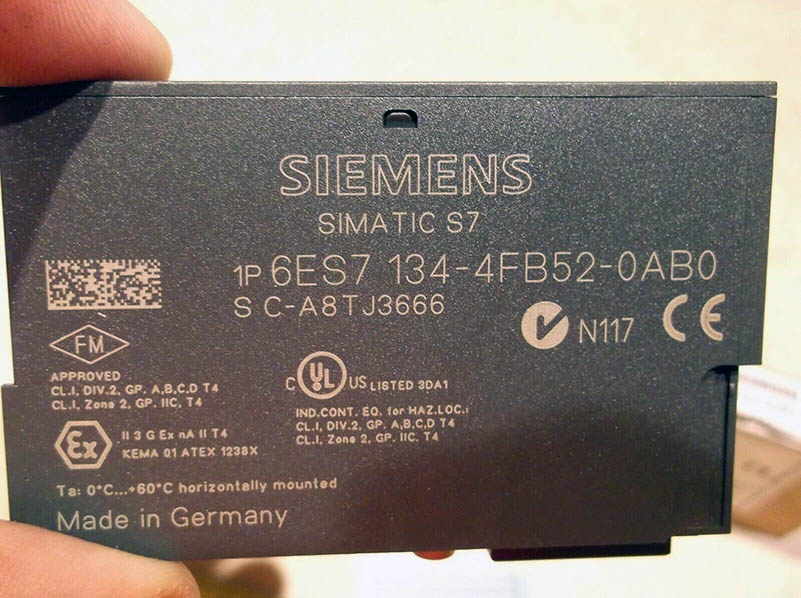 SIEMENS
SIMATIC S7
1P 6ES7 134-4FB52-0AB0
S C-A8TJ3666
N117 CE
FM
APPROVED
CL.I, DIV.2, GP. A,B,C,D T4
CL.I, Zone 2, GP. IIC, T4
C UL US LISTED 3DA1
IND.CONT. EQ. for HAZ.LOC.:
CL.I, DIV.2, GP. A,B,C,D T4
CL.I, Zone 2, GP. IIC, T4
Ex II 3 G Ex nA II T4
KEMA 01 ATEX 1238X
Ta: 0°C...+60°C horizontally mounted
Made in Germany